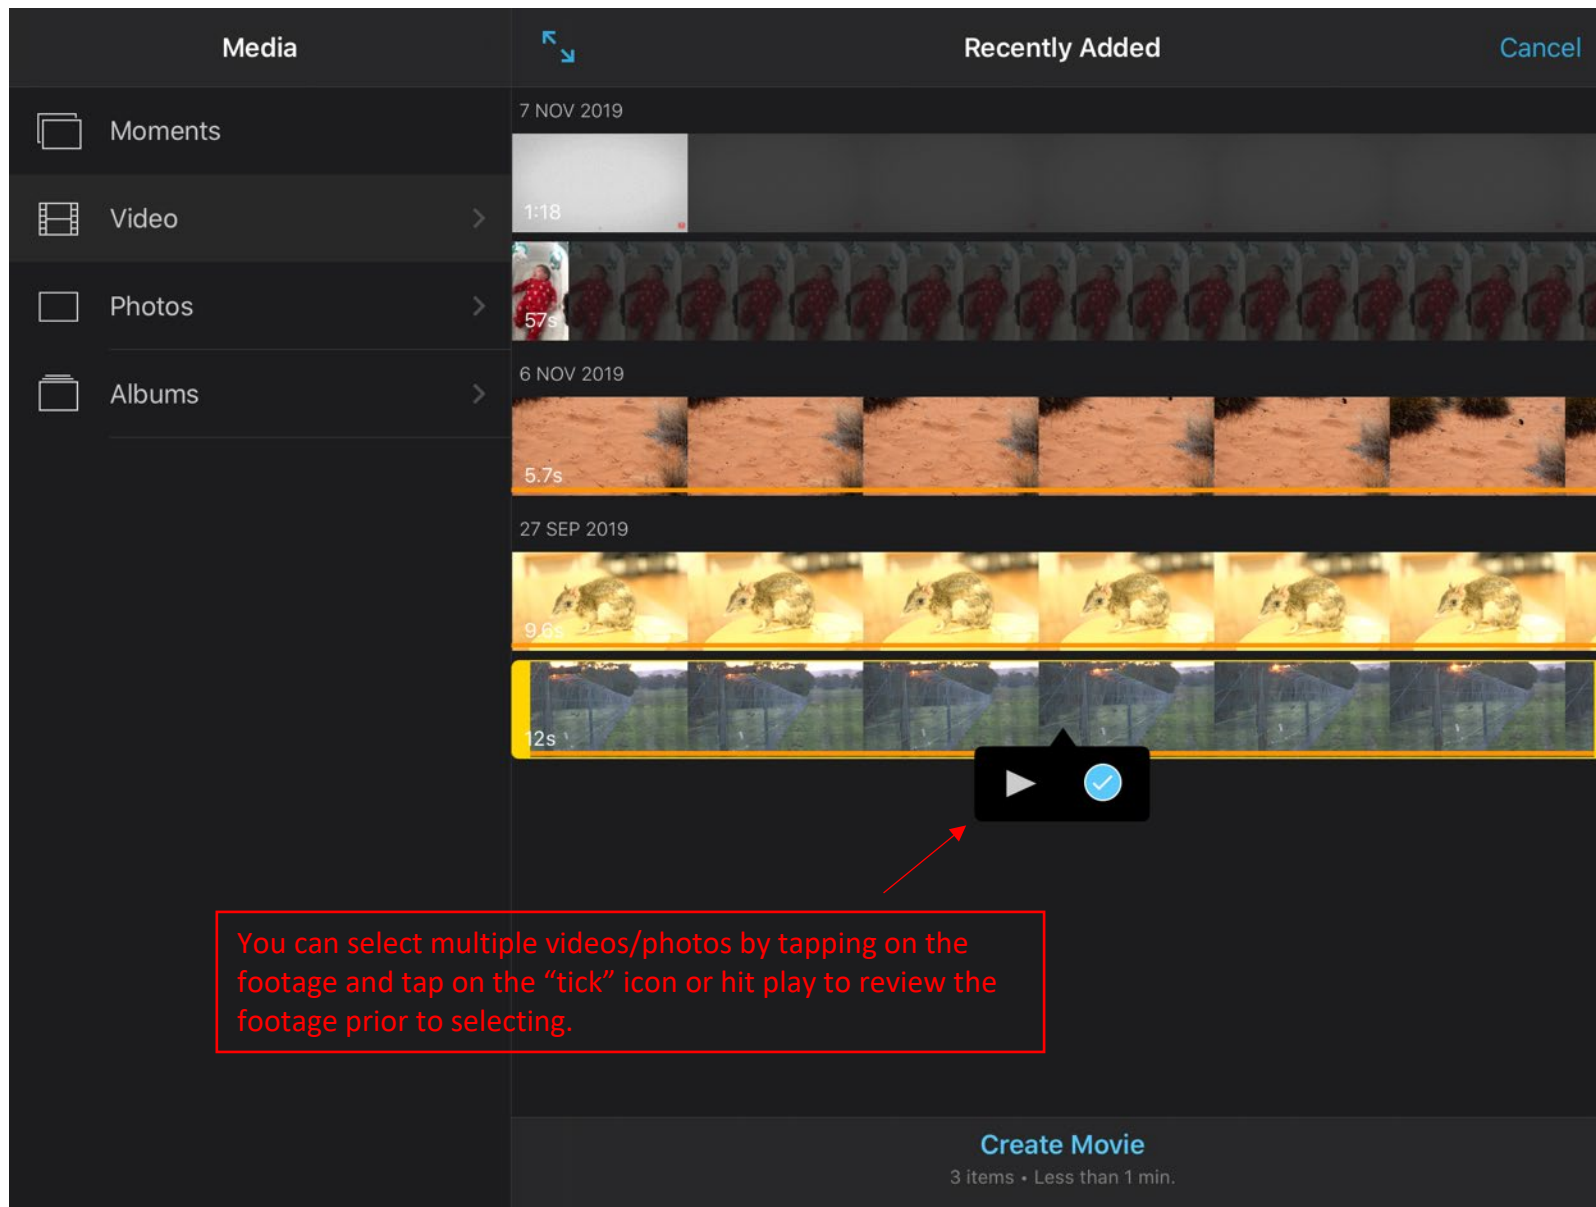 Media
Recently Added
Cancel
Moments
Video
Photos
Albums
7 NOV 2019
1:18
57s
6 NOV 2019
5.7s
27 SEP 2019
9.6s
12s
You can select multiple videos/photos by tapping on the
footage and tap on the “tick” icon or hit play to review the
footage prior to selecting.
Create Movie
3 items • Less than 1 min.